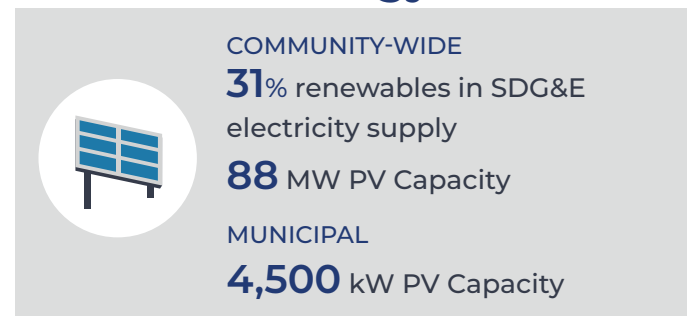 COMMUNITY-WIDE
31% renewables in SDG&E
electricity supply
88 MW PV Capacity
MUNICIPAL
4,500 kW PV Capacity